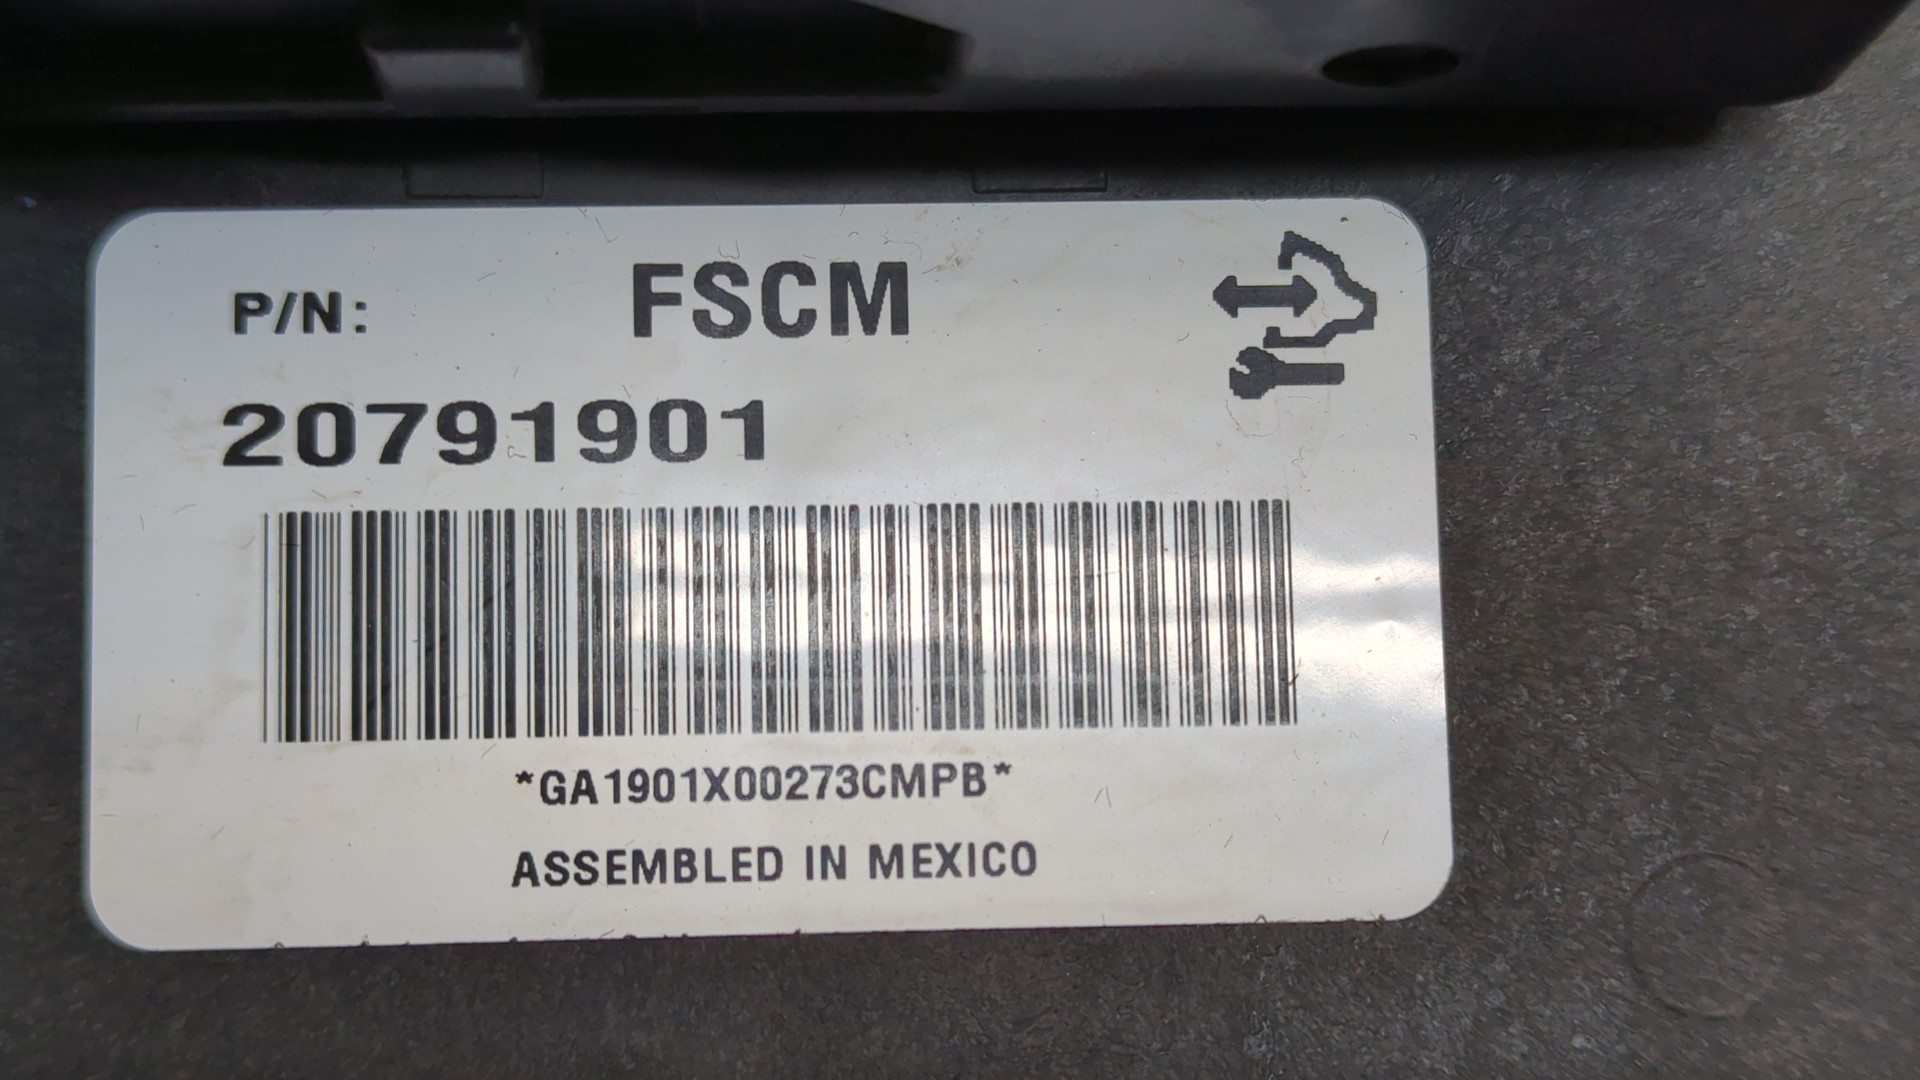 P/N: FSCM
20791901
*GA1901X00273CMPB*
ASSEMBLED IN MEXICO